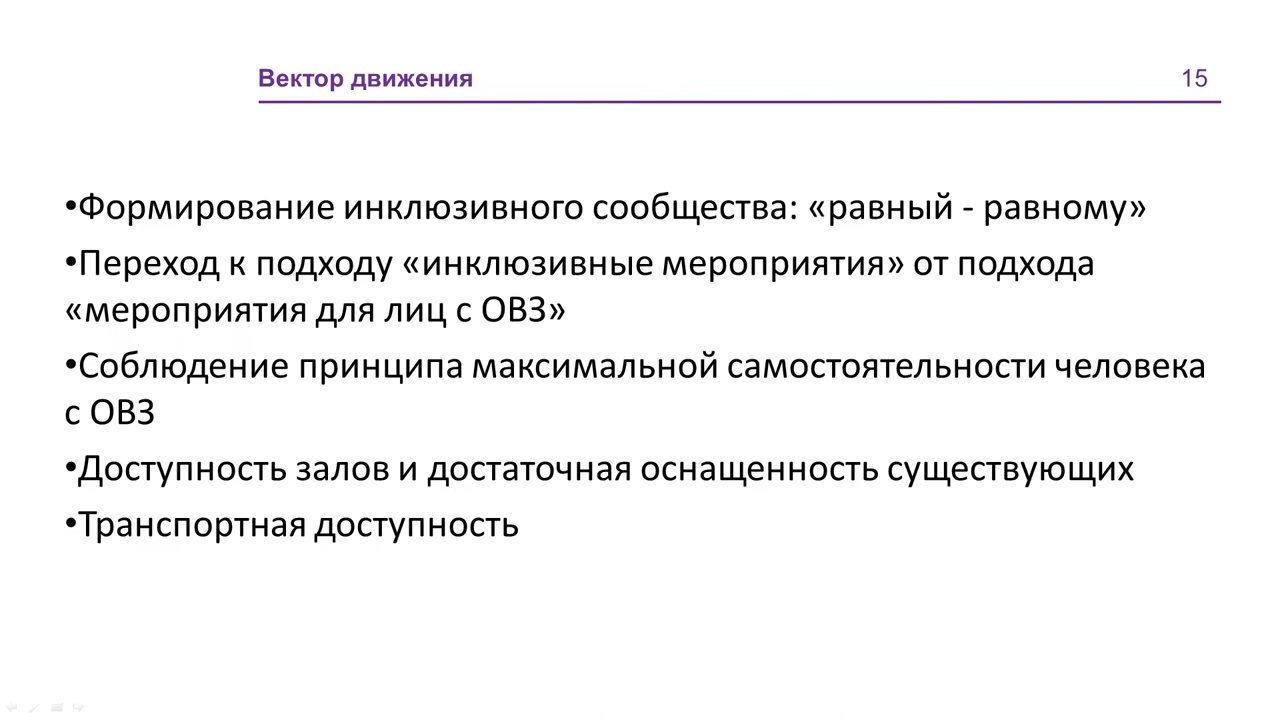 Вектор движения 15
•Формирование инклюзивного сообщества: «равный - равному»
•Переход к подходу «инклюзивные мероприятия» от подхода
«мероприятия для лиц с ОВЗ»
•Соблюдение принципа максимальной самостоятельности человека
с ОВЗ
•Доступность залов и достаточная оснащенность существующих
•Транспортная доступность